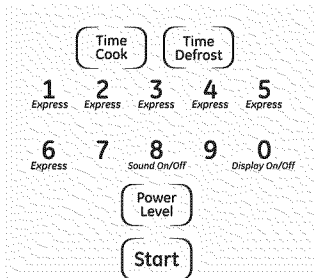 Time Time
Cook Defrost
1 2 3 4 5
Express Express Express Express Express
6 7 8 9 0
Express Sound On/Off Display On/Off
Power
Level
Start